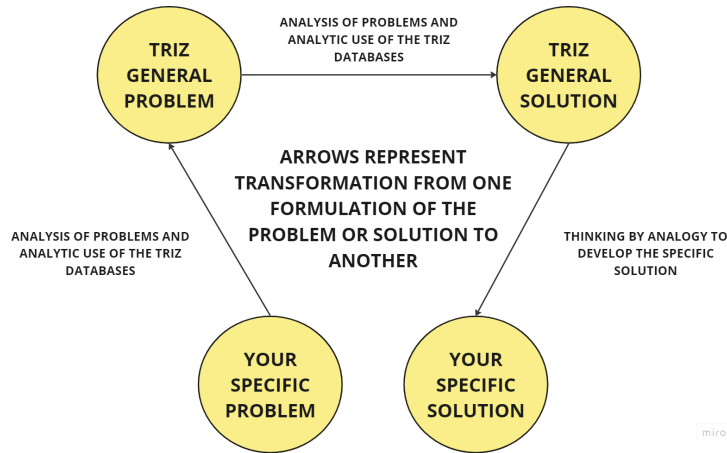 ANALYSIS OF PROBLEMS AND
ANALYTIC USE OF THE TRIZ
DATABASES
TRIZ
GENERAL
PROBLEM
TRIZ
GENERAL
SOLUTION
ARROWS REPRESENT
TRANSFORMATION FROM ONE
FORMULATION OF THE
PROBLEM OR SOLUTION TO
ANOTHER
ANALYSIS OF PROBLEMS AND
ANALYTIC USE OF THE TRIZ
DATABASES
THINKING BY ANALOGY TO
DEVELOP THE SPECIFIC
SOLUTION
YOUR
SPECIFIC
PROBLEM
YOUR
SPECIFIC
SOLUTION
miro